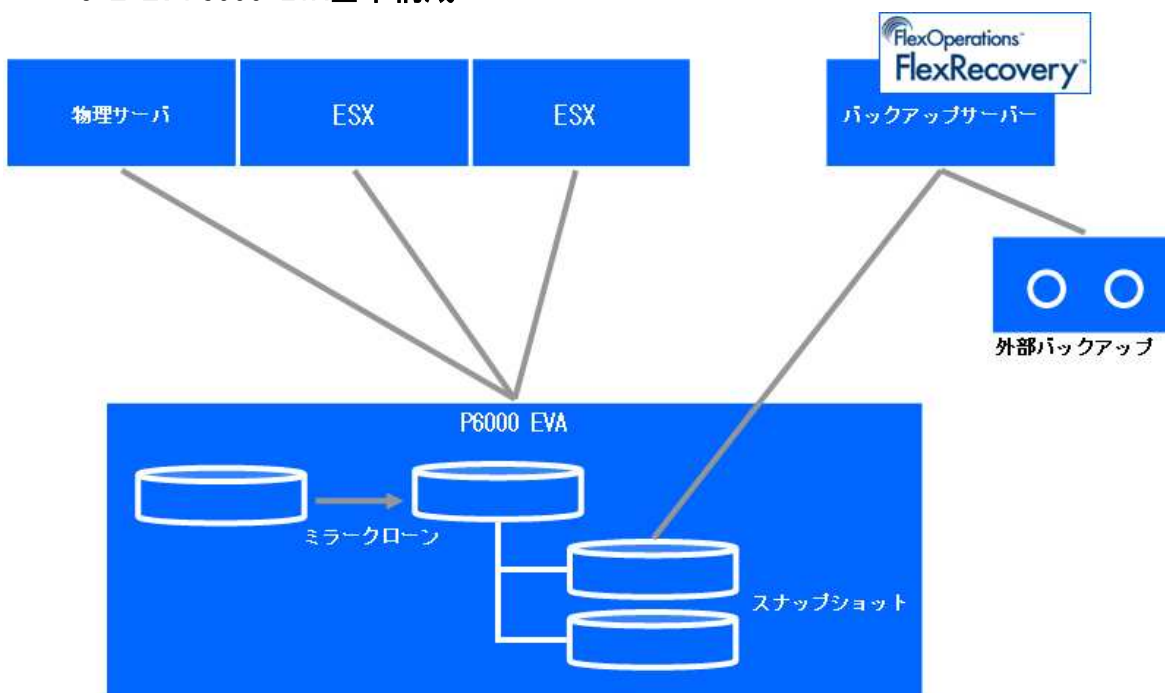 FlexOperations™
FlexRecovery™
物理サーバ
ESX
ESX
バックアップサーバー
外部バックアップ
P6000 EVA
ミラークローン
スナップショット